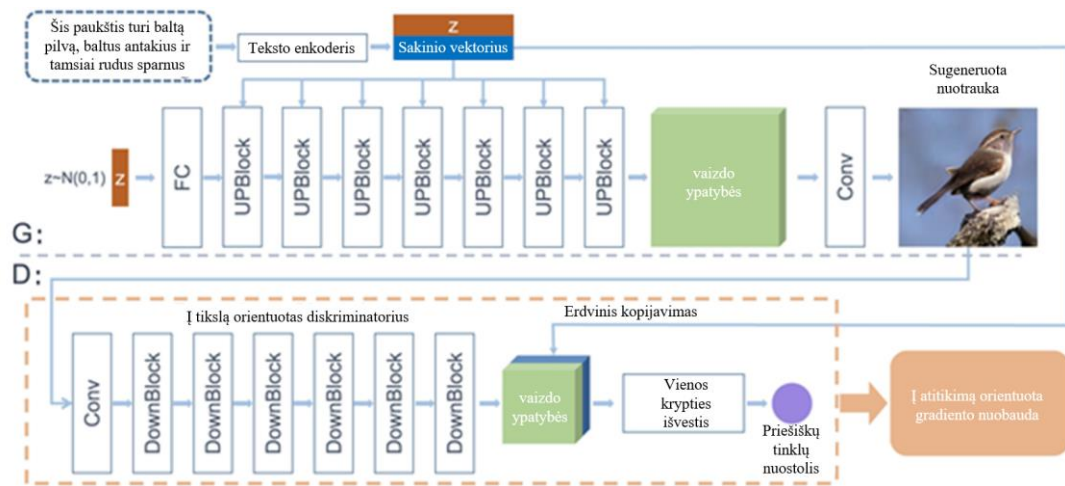 Šis paukštis turi baltą
pilvą, baltus antakius ir
tamsiai rudus sparnus
Teksto enkoderis
z
Sakinio vektorius
Sugeneruota
nuotrauka
z~N(0,1)
z
FC
UPBlock
UPBlock
UPBlock
UPBlock
UPBlock
UPBlock
UPBlock
vaizdo
ypatybės
Conv
G:
D:
Į tikslą orientuotas diskriminatorius
Erdvinis kopijavimas
Conv
DownBlock
DownBlock
DownBlock
DownBlock
DownBlock
DownBlock
vaizdo
ypatybės
Vienos
krypties
išvestis
Priešiškų
tinklų
nuostolis
Į atitikimą orientuota
gradiento nuobauda